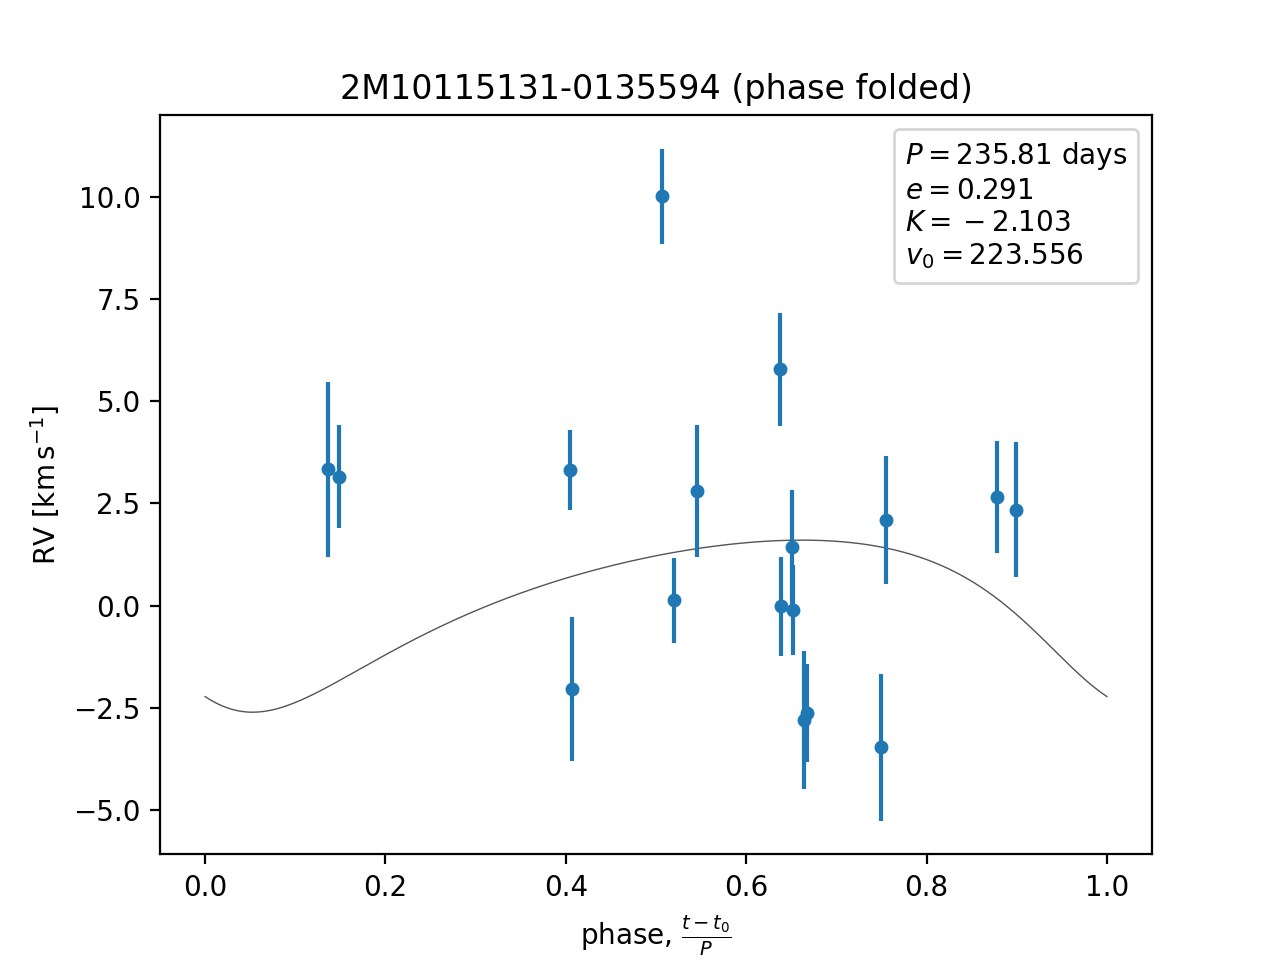 2M10115131-0135594 (phase folded)
P = 235.81 days
e = 0.291
K = −2.103
v₀ = 223.556
10.0
7.5
5.0
2.5
0.0
−2.5
−5.0
RV [km s⁻¹]
0.0 0.2 0.4 0.6 0.8 1.0
phase, (t − t₀)/P